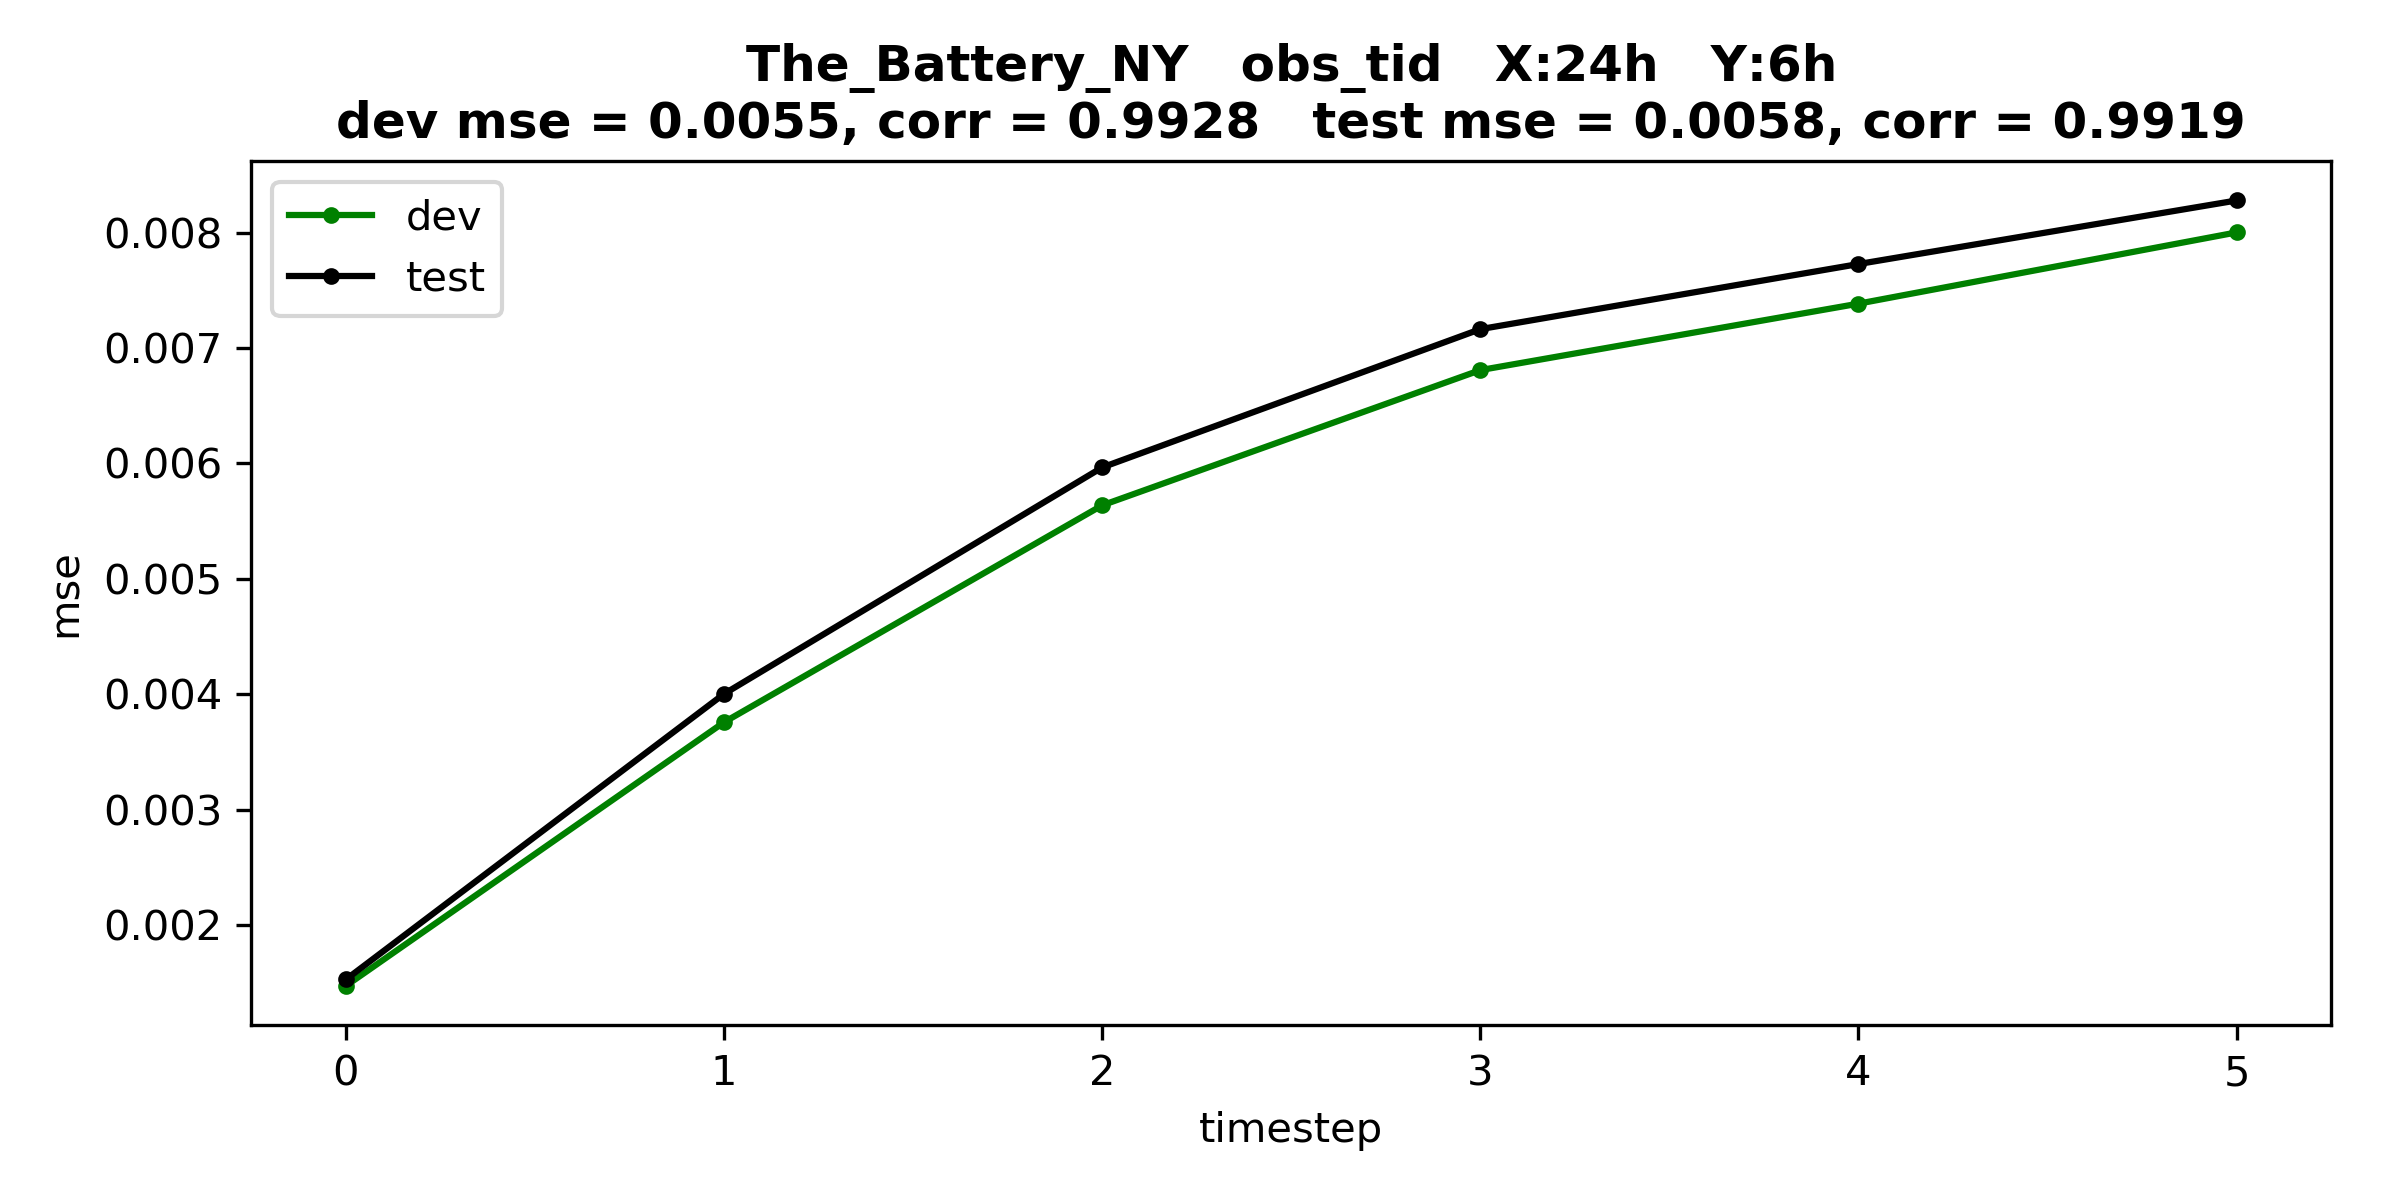 The_Battery_NY   obs_tid   X:24h   Y:6h
dev mse = 0.0055, corr = 0.9928   test mse = 0.0058, corr = 0.9919
dev
test
0.008
0.007
0.006
0.005
0.004
0.003
0.002
mse
0 1 2 3 4 5
timestep